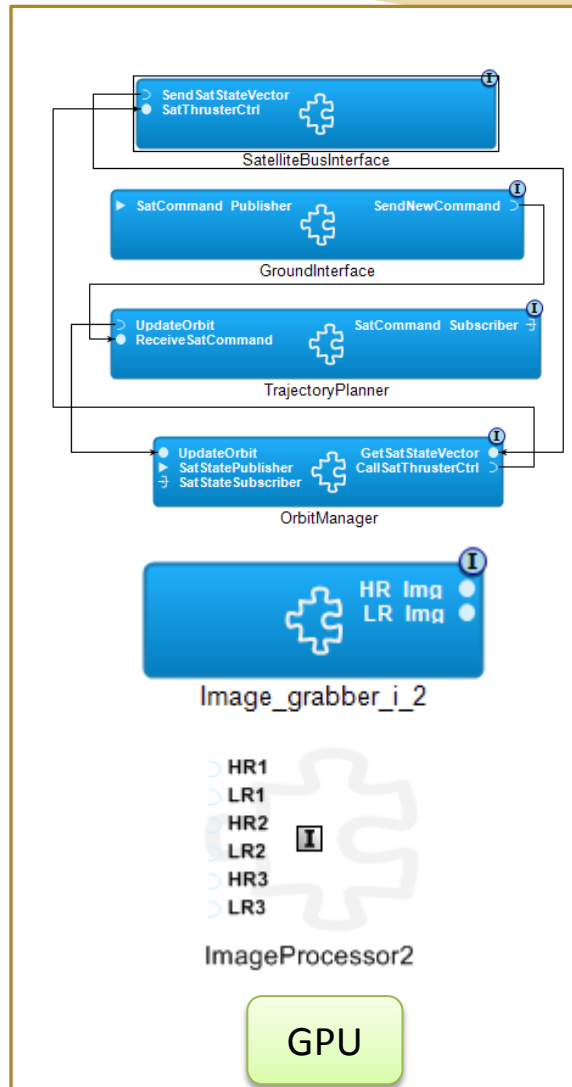 I
SendSatStateVector
SatThrusterCtrl
SatelliteBusInterface
I
SatCommand Publisher SendNewCommand
GroundInterface
I
UpdateOrbit SatCommand Subscriber
ReceiveSatCommand
TrajectoryPlanner
I
UpdateOrbit GetSatStateVector
SatStatePublisher CallSatThrusterCtrl
SatStateSubscriber
OrbitManager
I
HR Img
LR Img
Image_grabber_i_2
HR1
LR1
HR2
I
LR2
HR3
LR3
ImageProcessor2
GPU